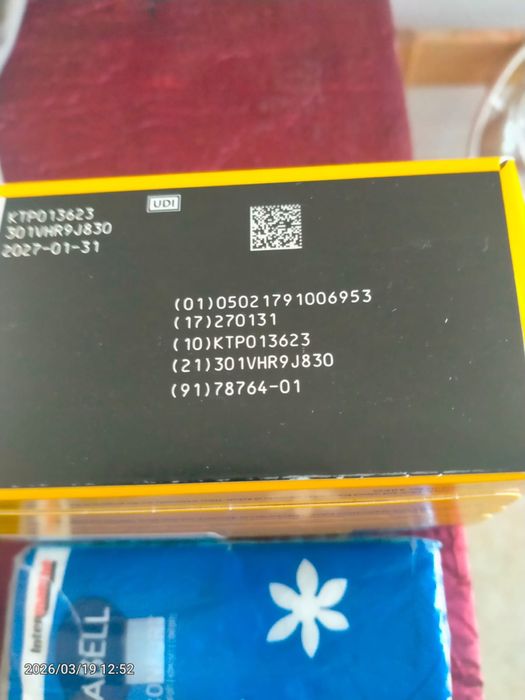 KTP013623
301VHR9J830
2027-01-31
UDI
(01)05021791006953
(17)270131
(10)KTP013623
(21)301VHR9J830
(91)78764-01
2026/03/19 12:52